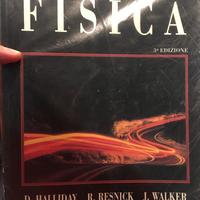 FISICA
3ª EDIZIONE
D. HALLIDAY R. RESNICK J. WALKER